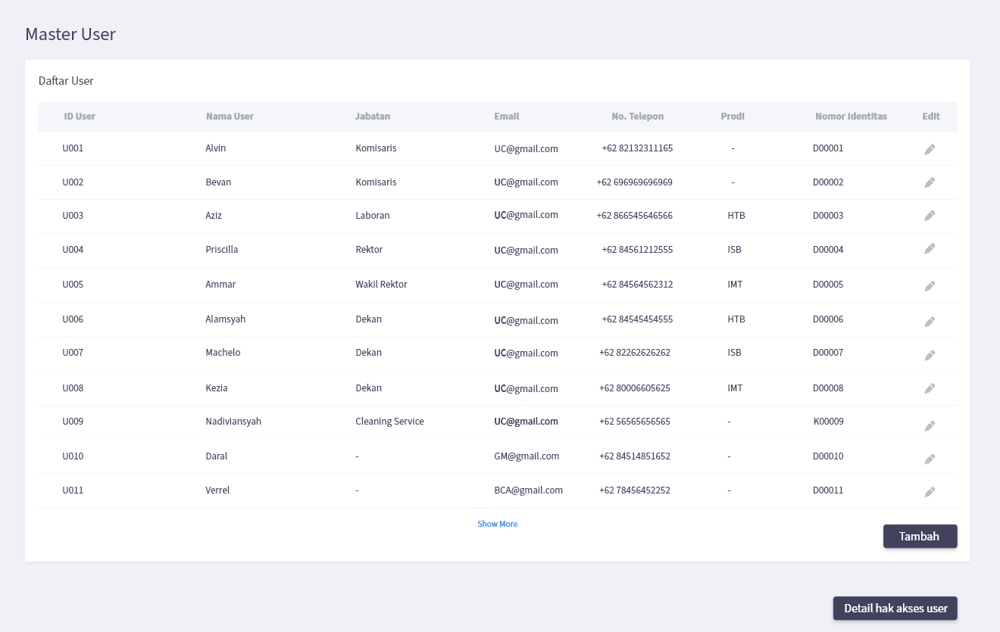 Master User
Daftar User
ID User Nama User Jabatan Email No. Telepon Prodi Nomor Identitas Edit
U001 Alvin Komisaris UC@gmail.com +62 82132311165 - D00001
U002 Bevan Komisaris UC@gmail.com +62 696969696969 - D00002
U003 Aziz Laboran UC@gmail.com +62 866545646566 HTB D00003
U004 Priscilla Rektor UC@gmail.com +62 84561212555 ISB D00004
U005 Ammar Wakil Rektor UC@gmail.com +62 84564562312 IMT D00005
U006 Alamsyah Dekan UC@gmail.com +62 84545454555 HTB D00006
U007 Machelo Dekan UC@gmail.com +62 82262626262 ISB D00007
U008 Kezia Dekan UC@gmail.com +62 80006605625 IMT D00008
U009 Nadiviansyah Cleaning Service UC@gmail.com +62 56565656565 - K00009
U010 Daral - GM@gmail.com +62 84514851652 - D00010
U011 Verrel - BCA@gmail.com +62 78456452252 - D00011
Show More
Tambah
Detail hak akses user